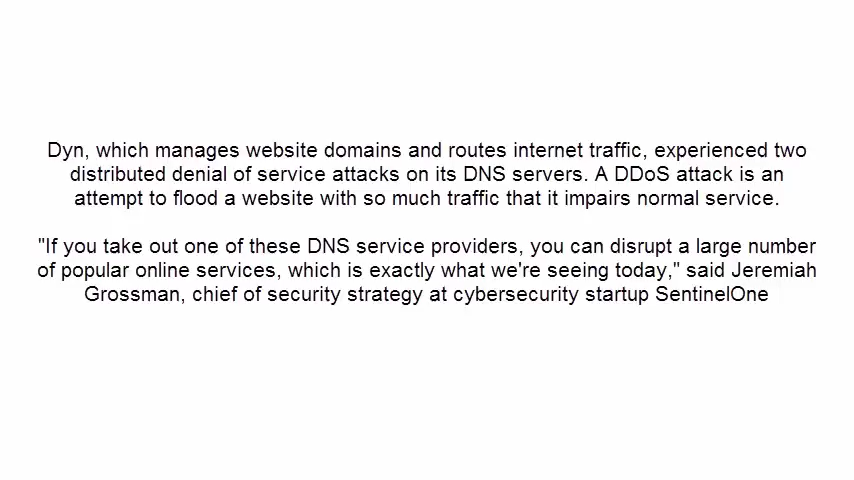 Dyn, which manages website domains and routes internet traffic, experienced two
distributed denial of service attacks on its DNS servers. A DDoS attack is an
attempt to flood a website with so much traffic that it impairs normal service.
"If you take out one of these DNS service providers, you can disrupt a large number
of popular online services, which is exactly what we're seeing today," said Jeremiah
Grossman, chief of security strategy at cybersecurity startup SentinelOne